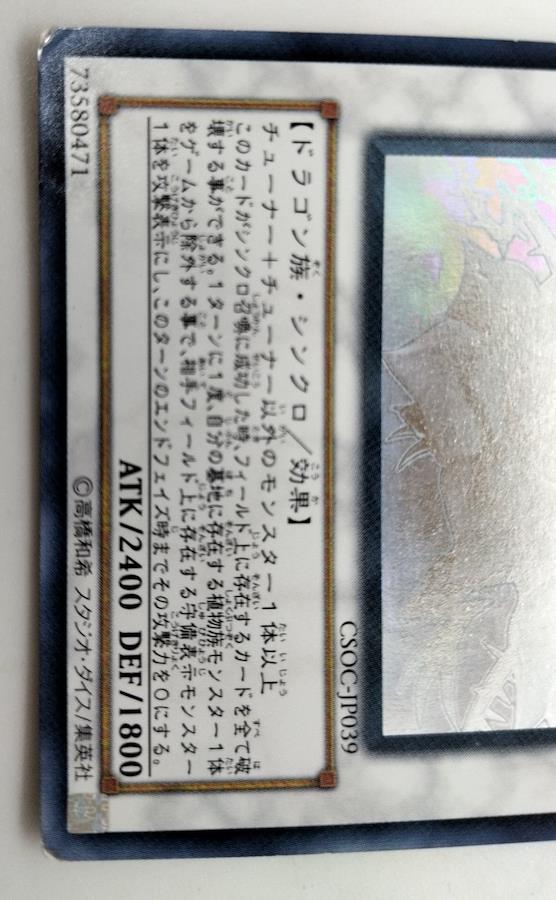 CSOC-JP039
【ドラゴン族・シンクロ/効果】
チューナー+チューナー以外のモンスター1体以上
このカードがシンクロ召喚に成功した時、フィールド上に存在するカードを全て破
壊する事ができる。1ターンに1度、自分の墓地に存在する植物族モンスター1体
をゲームから除外する事で、相手フィールド上に存在する守備表示モンスター
1体を攻撃表示にし、このターンのエンドフェイズ時までその攻撃力を0にする。
ATK/2400 DEF/1800
73580471
©高橋和希 スタジオ・ダイス/集英社